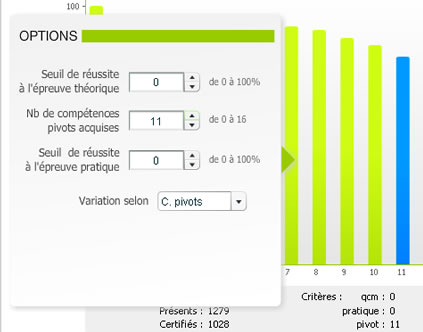 100
OPTIONS
Seuil de réussite
à l'épreuve théorique
0
de 0 à 100%
Nb de compétences
pivots acquises
11
de 0 à 16
Seuil de réussite
à l'épreuve pratique
0
de 0 à 100%
Variation selon
C. pivots
7 8 9 10 11
Critères : qcm : 0
Présents : 1279 pratique : 0
Certifiés : 1028 pivot : 11